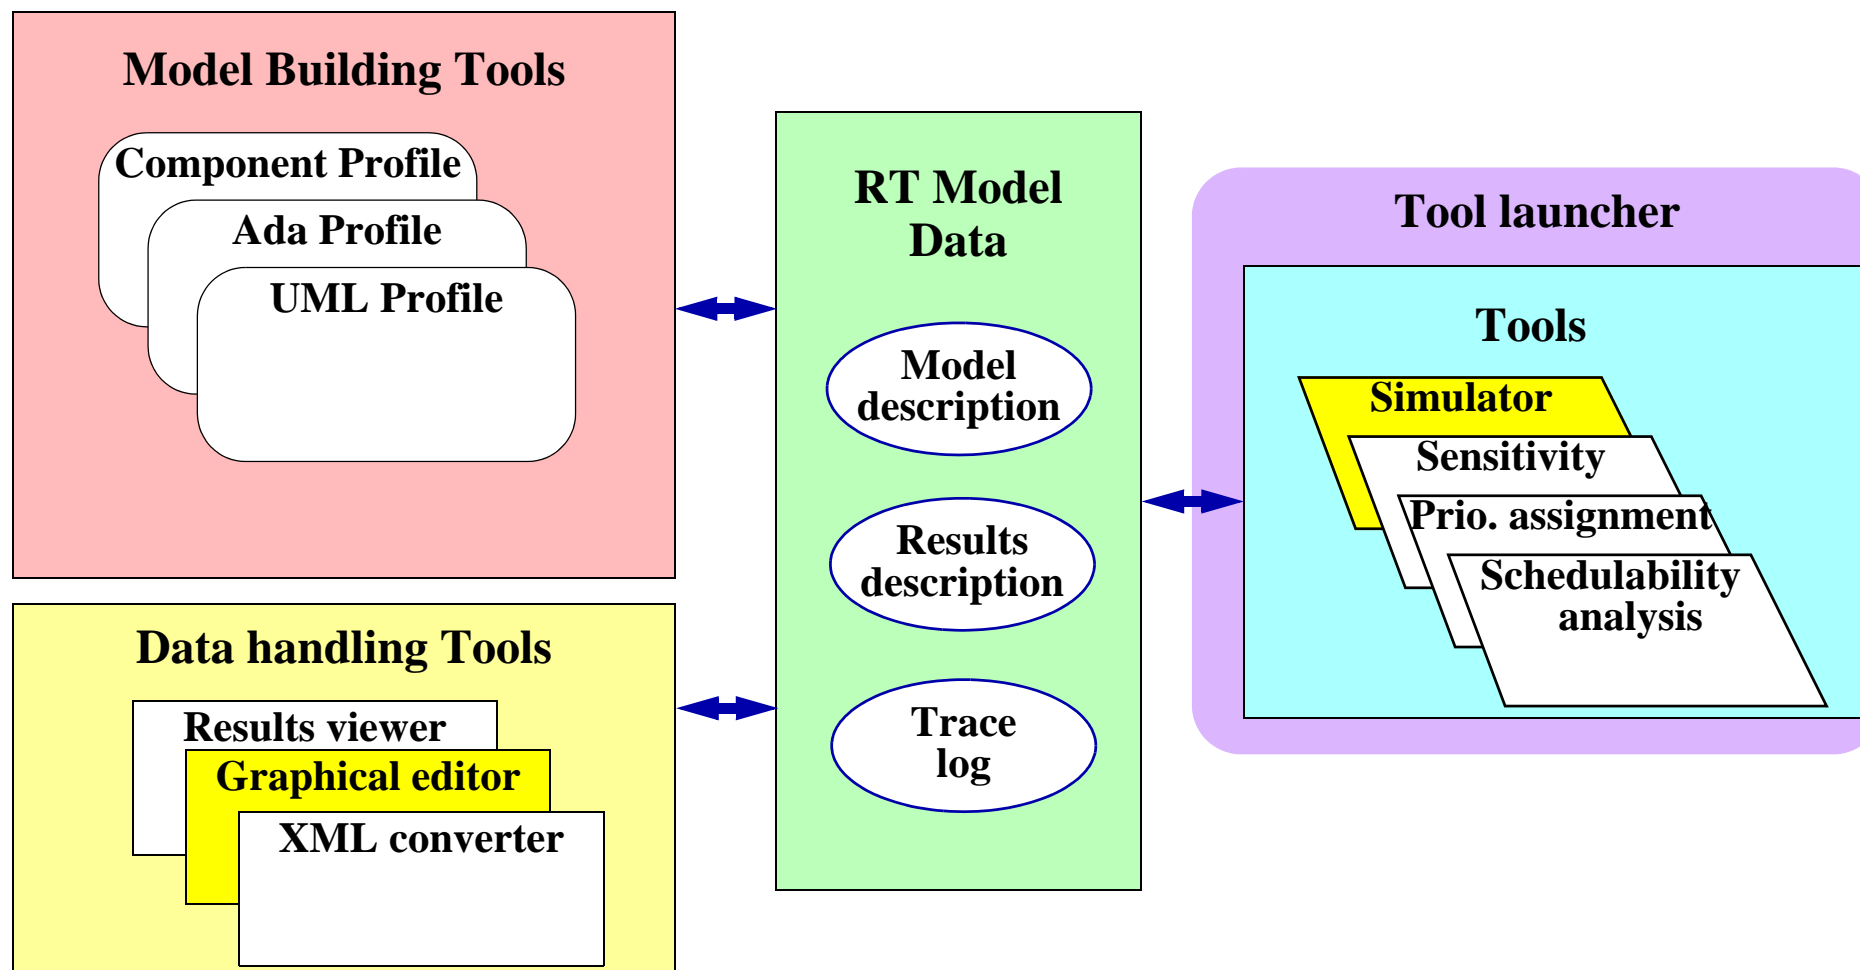 Model Building Tools
Component Profile
Ada Profile
UML Profile
Data handling Tools
Results viewer
Graphical editor
XML converter
RT Model
Data
Model
description
Results
description
Trace
log
Tool launcher
Tools
Simulator
Sensitivity
Prio. assignment
Schedulability
analysis